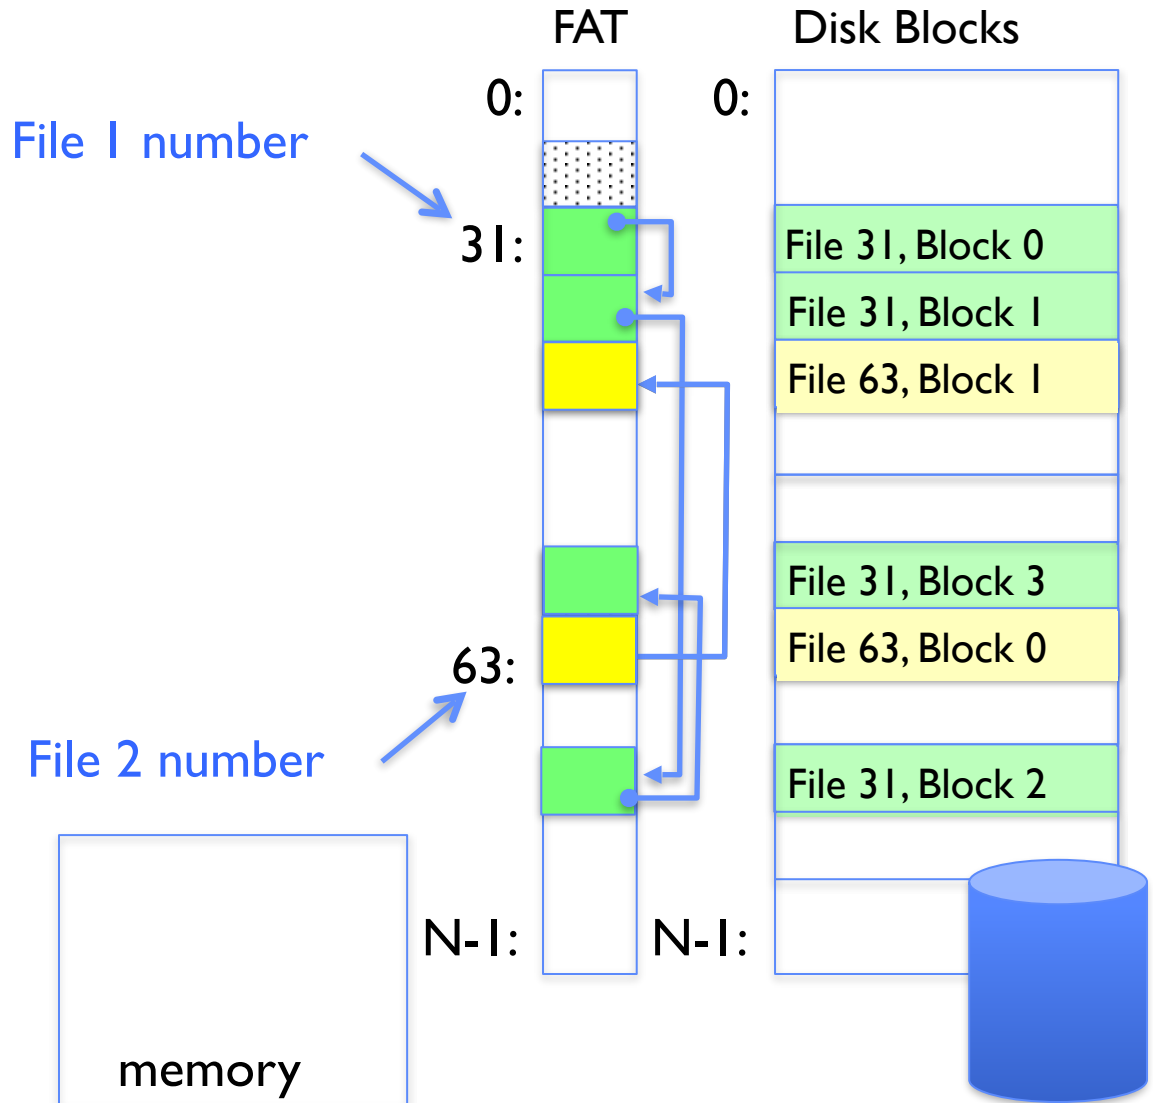 FAT Disk Blocks
0: 0:
File 1 number
31: File 31, Block 0
File 31, Block 1
File 63, Block 1
File 31, Block 3
63: File 63, Block 0
File 2 number
File 31, Block 2
N-1: N-1:
memory